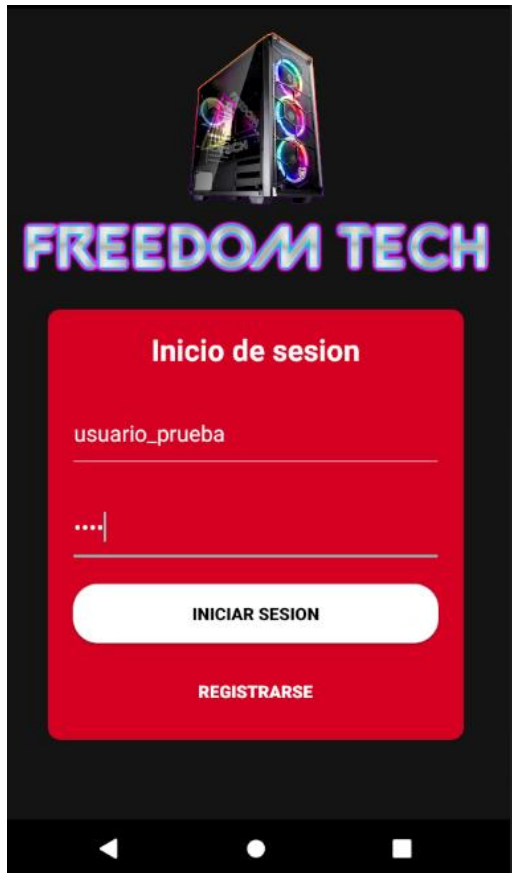 FREEDOM TECH
Inicio de sesion
usuario_prueba
••••
INICIAR SESION
REGISTRARSE